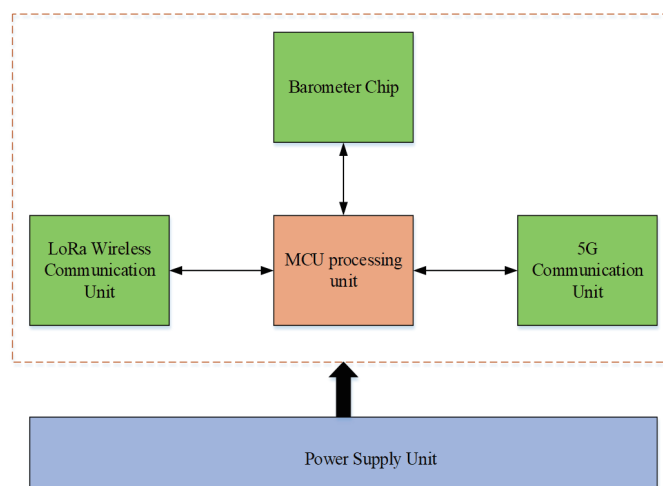 Barometer Chip
LoRa Wireless
Communication
Unit
MCU processing
unit
5G
Communication
Unit
Power Supply Unit